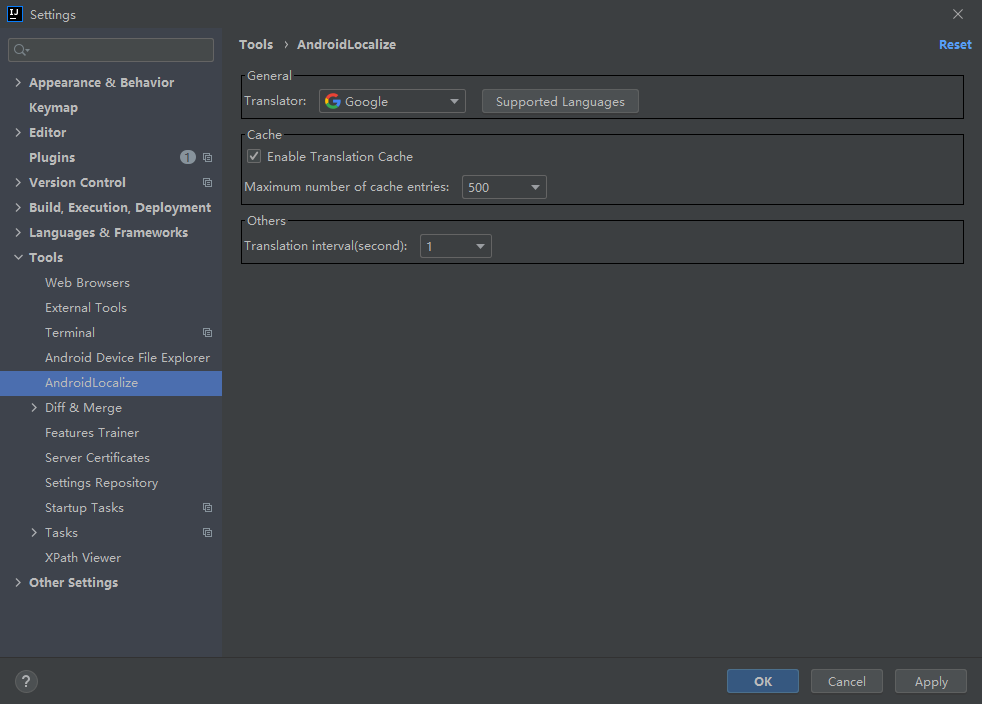 Settings
Appearance & Behavior
Keymap
Editor
Plugins 1
Version Control
Build, Execution, Deployment
Languages & Frameworks
Tools
Web Browsers
External Tools
Terminal
Android Device File Explorer
AndroidLocalize
Diff & Merge
Features Trainer
Server Certificates
Settings Repository
Startup Tasks
Tasks
XPath Viewer
Other Settings
Tools › AndroidLocalize Reset
General
Translator: Google Supported Languages
Cache
Enable Translation Cache
Maximum number of cache entries: 500
Others
Translation interval(second): 1
? OK Cancel Apply